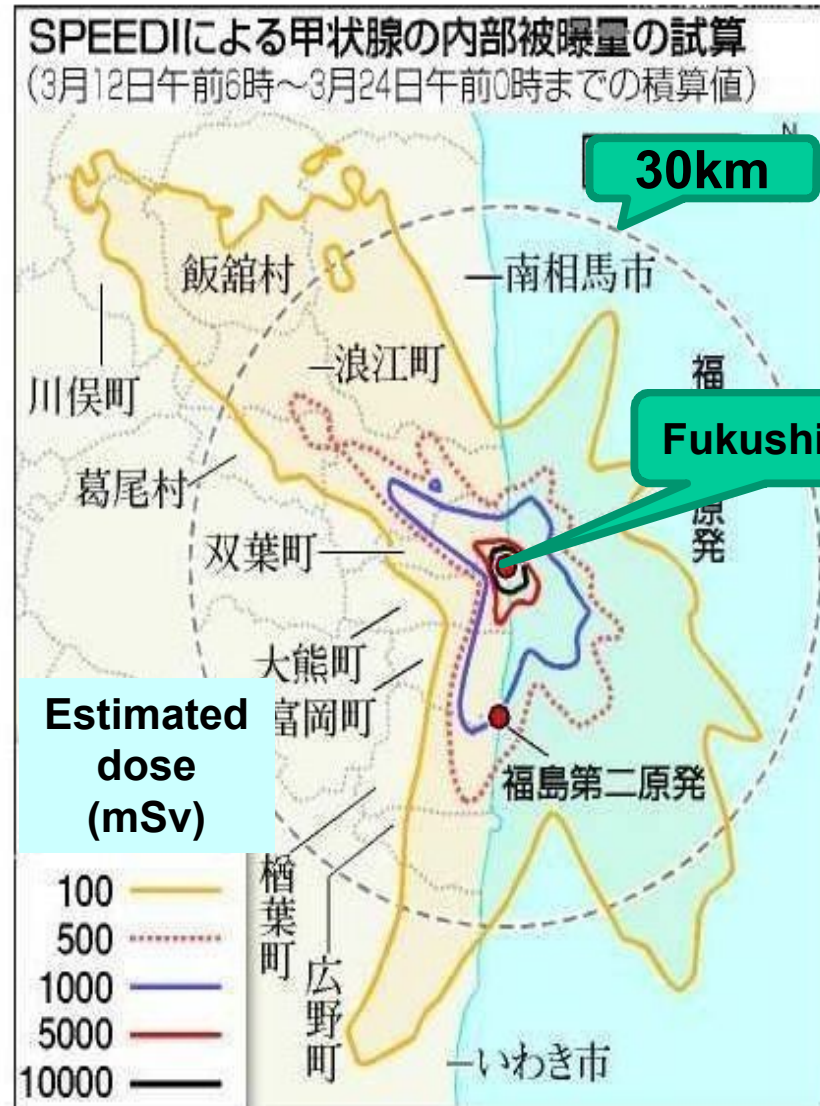 SPEEDIによる甲状腺の内部被曝量の試算
(3月12日午前6時～3月24日午前0時までの積算値)
N
30km
飯舘村
南相馬市
浪江町
川俣町
福
Fukushi
原発
葛尾村
双葉町
大熊町
富岡町
Estimated
dose
(mSv)
福島第二原発
100
500
1000
5000
10000
楢葉町
広野町
いわき市